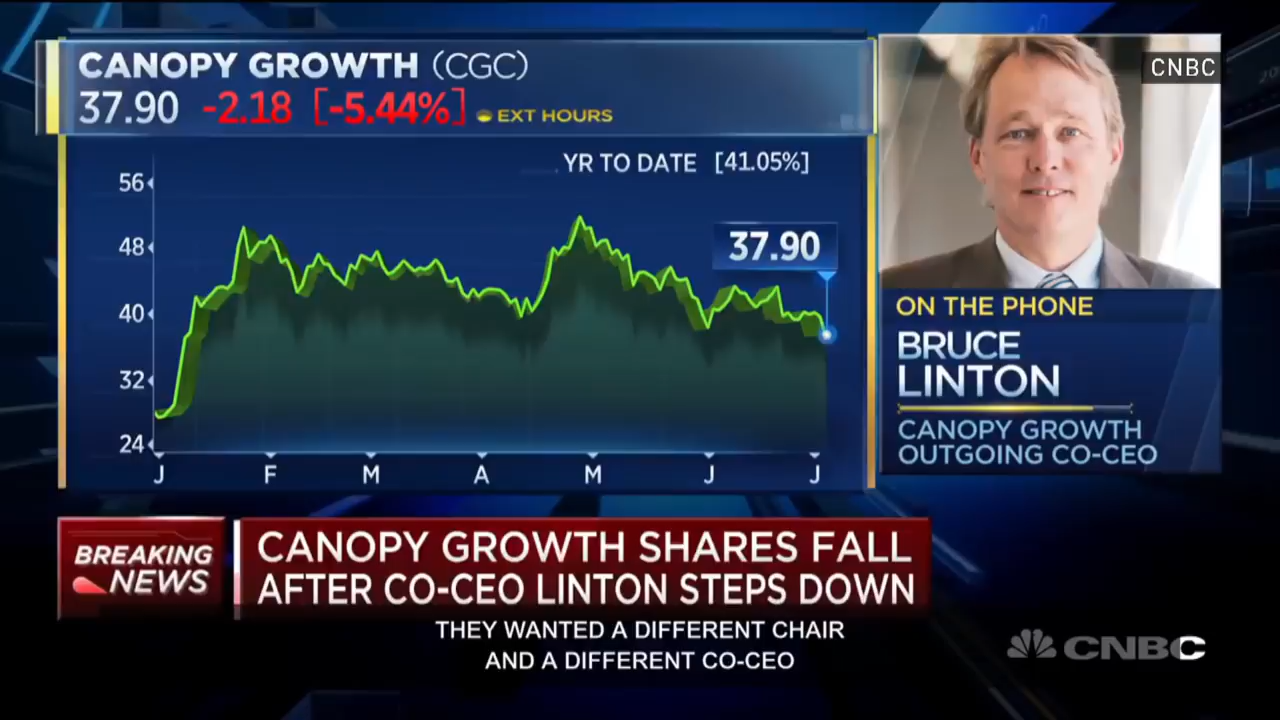 CANOPY GROWTH (CGC)
37.90 -2.18 [-5.44%] EXT HOURS
YR TO DATE [41.05%]
56
48
40
32
24
37.90
J F M A M J J
CNBC
ON THE PHONE
BRUCE
LINTON
CANOPY GROWTH
OUTGOING CO-CEO
BREAKING
NEWS
CANOPY GROWTH SHARES FALL
AFTER CO-CEO LINTON STEPS DOWN
THEY WANTED A DIFFERENT CHAIR
AND A DIFFERENT CO-CEO
CNBC